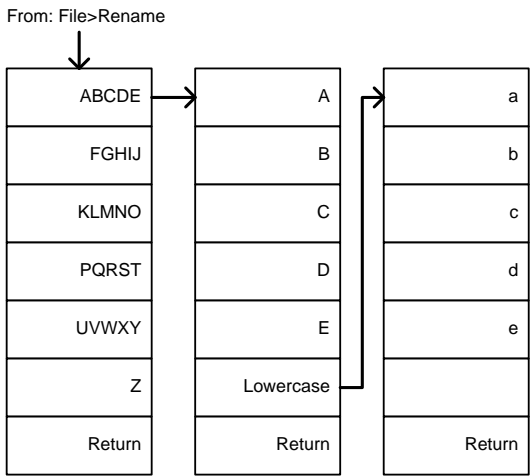 From: File>Rename
ABCDE
FGHIJ
KLMNO
PQRST
UVWXY
Z
Return
A
B
C
D
E
Lowercase
Return
a
b
c
d
e
Return